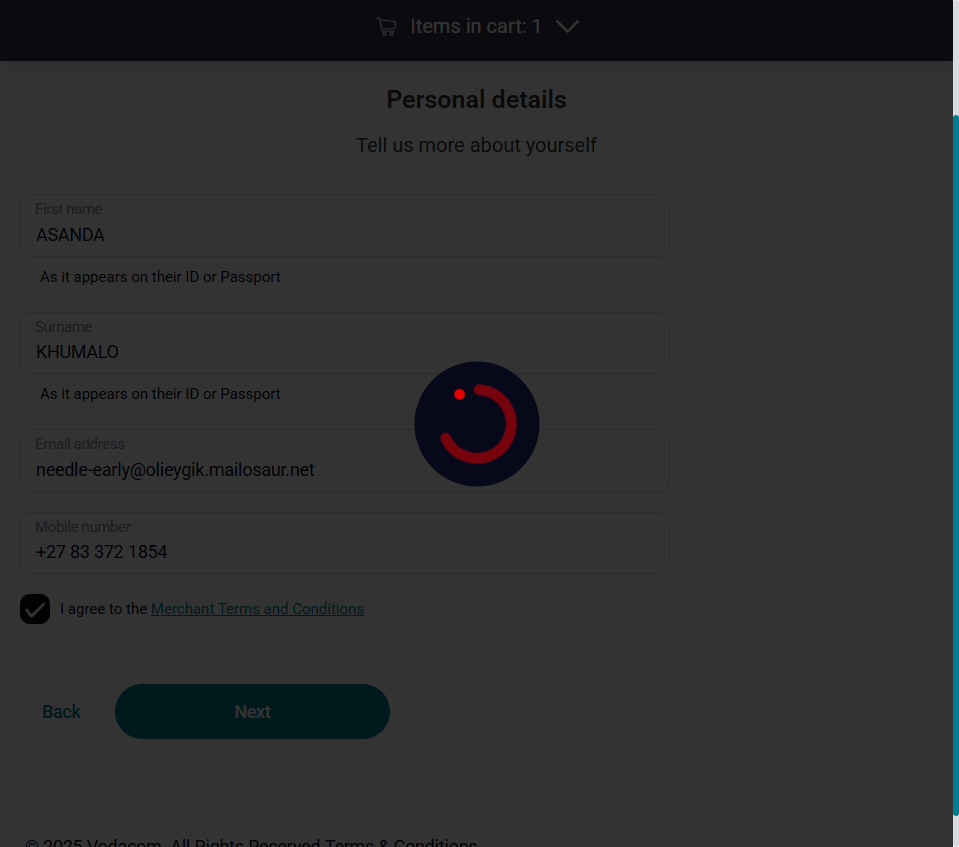 Items in cart: 1
Personal details
Tell us more about yourself
First name
ASANDA
As it appears on their ID or Passport
Surname
KHUMALO
As it appears on their ID or Passport
Email address
needle-early@olieygik.mailosaur.net
Mobile number
+27 83 372 1854
I agree to the Merchant Terms and Conditions
Back
Next
© 2025 Vodacom. All Rights Reserved Terms & Conditions